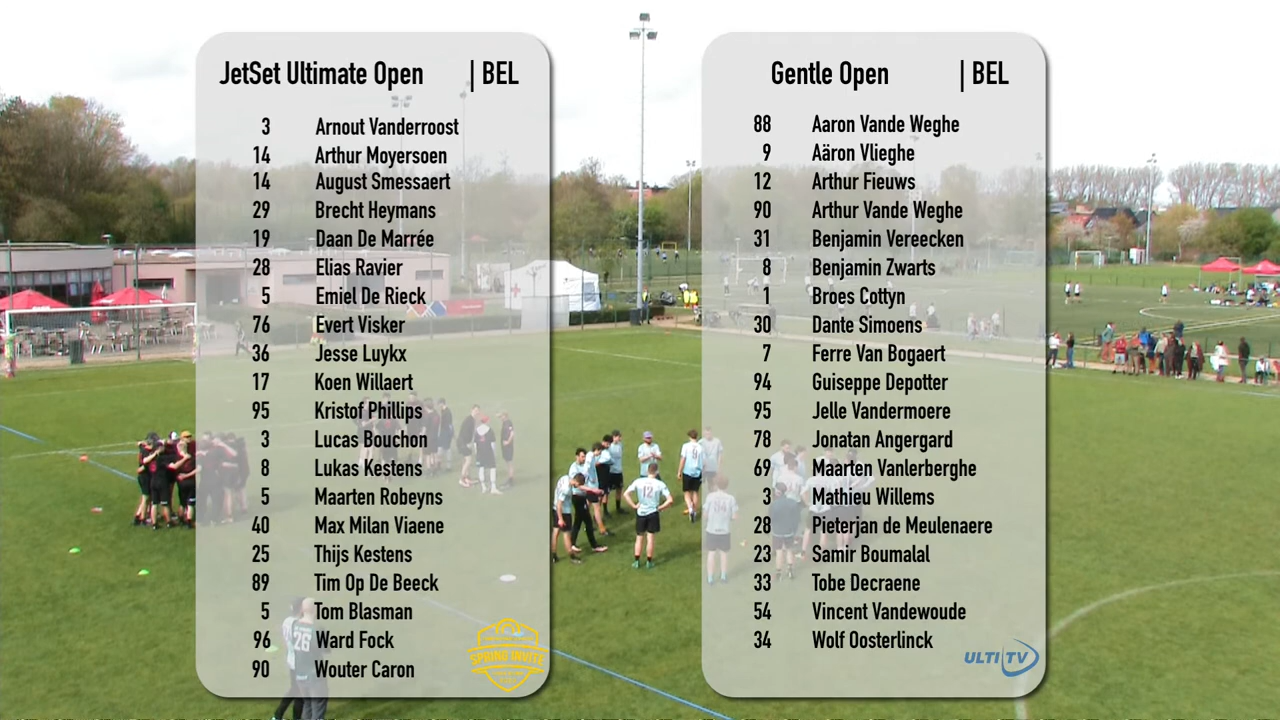 JetSet Ultimate Open | BEL
3 Arnout Vanderroost
14 Arthur Moyersoen
14 August Smessaert
29 Brecht Heymans
19 Daan De Marrée
28 Elias Ravier
5 Emiel De Rieck
76 Evert Visker
36 Jesse Luykx
17 Koen Willaert
95 Kristof Phillips
3 Lucas Bouchon
8 Lukas Kestens
5 Maarten Robeyns
40 Max Milan Viaene
25 Thijs Kestens
89 Tim Op De Beeck
5 Tom Blasman
96 Ward Fock
90 Wouter Caron
SPRING INVITE
Gentle Open | BEL
88 Aaron Vande Weghe
9 Aäron Vlieghe
12 Arthur Fieuws
90 Arthur Vande Weghe
31 Benjamin Vereecken
8 Benjamin Zwarts
1 Broes Cottyn
30 Dante Simoens
7 Ferre Van Bogaert
94 Guiseppe Depotter
95 Jelle Vandermoere
78 Jonatan Angergard
69 Maarten Vanlerberghe
3 Mathieu Willems
28 Pieterjan de Meulenaere
23 Samir Boumalal
33 Tobe Decraene
54 Vincent Vandewoude
34 Wolf Oosterlinck
ULTI TV
12
26